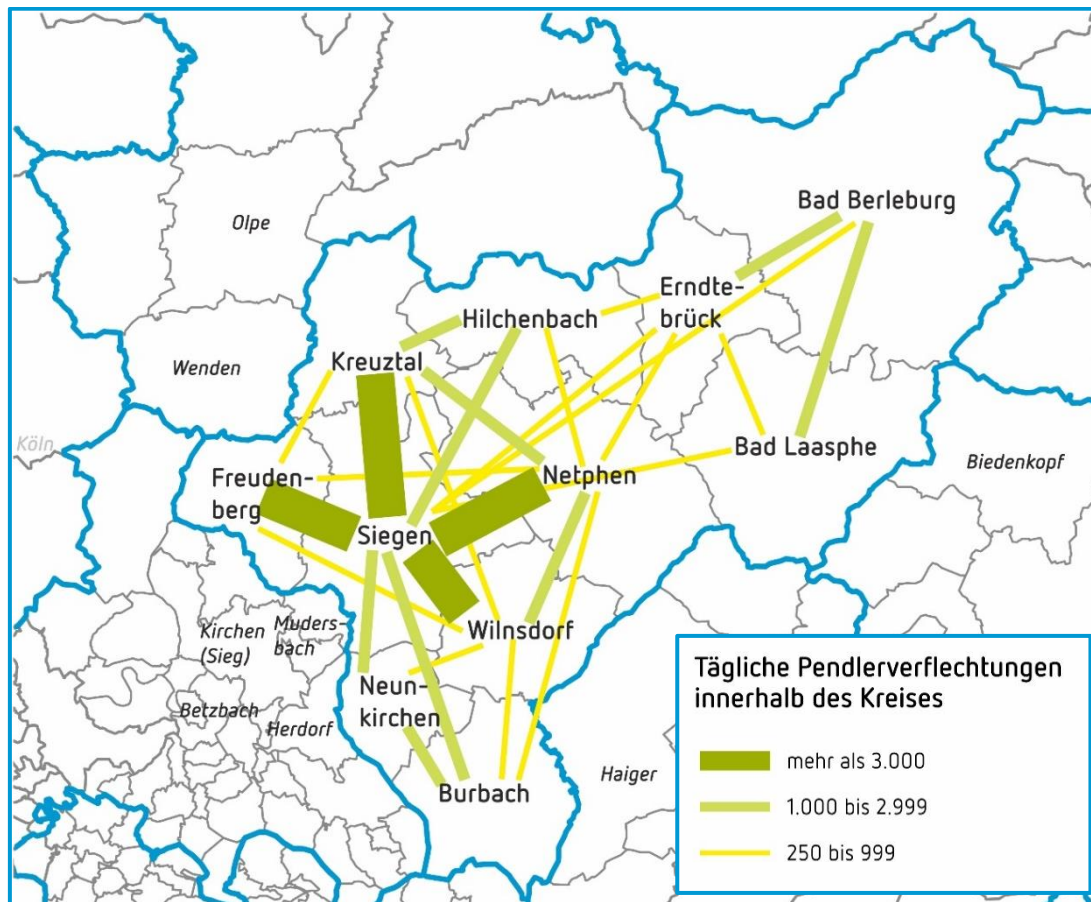 Bad Berleburg
Olpe
Erndte-
brück
Hilchenbach
Kreuztal
Wenden
Köln
Bad Laasphe
Biedenkopf
Freuden-
berg
Netphen
Siegen
Wilnsdorf
Kirchen
(Sieg)
Muders-
bach
Neun-
kirchen
Betzbach
Herdorf
Haiger
Burbach
Tägliche Pendlerverflechtungen
innerhalb des Kreises
mehr als 3.000
1.000 bis 2.999
250 bis 999